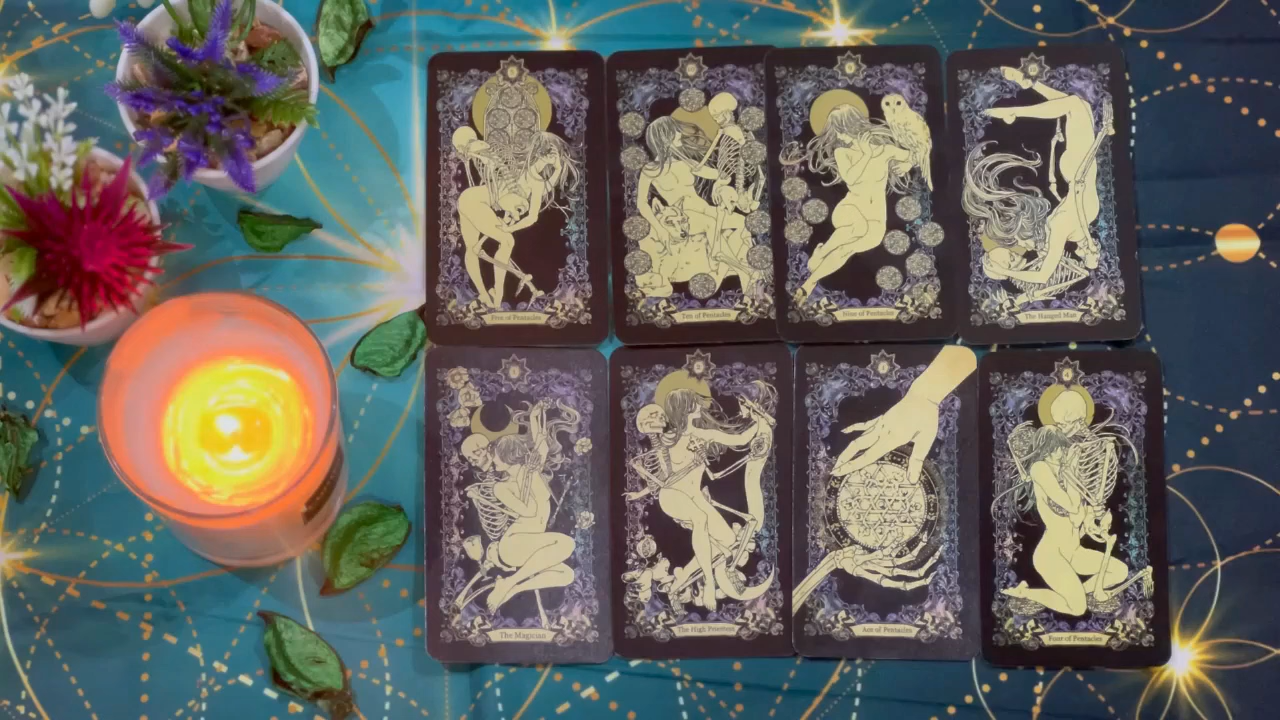 Five of Pentacles
Ten of Pentacles
Nine of Pentacles
The Hanged Man
The Magician
The High Priestess
Ace of Pentacles
Four of Pentacles